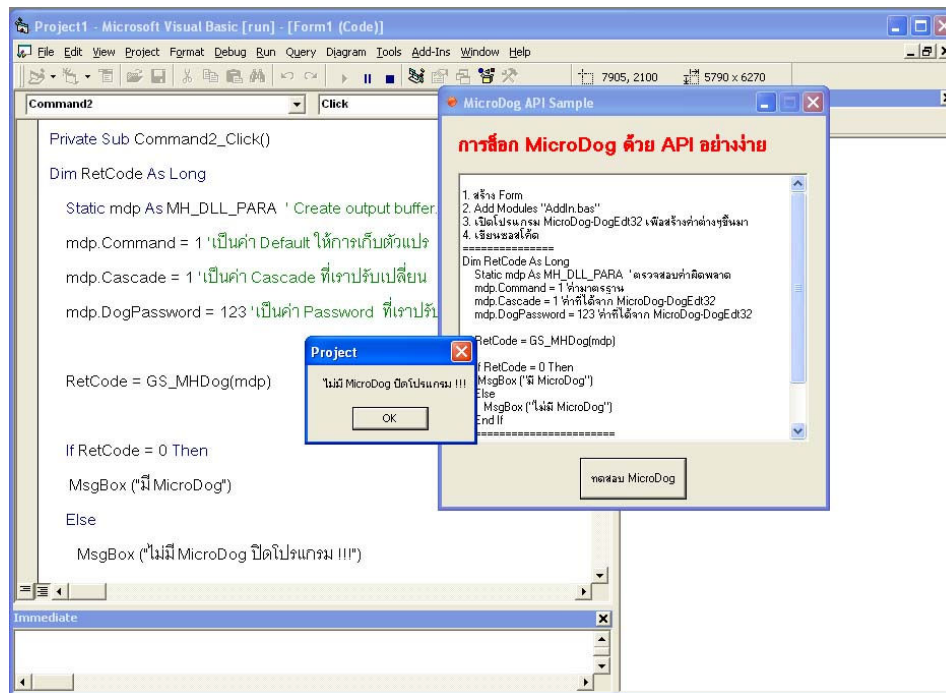 Project1 - Microsoft Visual Basic [run] - [Form1 (Code)]
File Edit View Project Format Debug Run Query Diagram Tools Add-Ins Window Help
7905, 2100 5790 x 6270
Command2 Click
Private Sub Command2_Click()
Dim RetCode As Long
Static mdp As MH_DLL_PARA ' Create output buffer.
mdp.Command = 1 'เป็นค่า Default ให้การเก็บตัวแปร
mdp.Cascade = 1 'เป็นค่า Cascade ที่เราปรับเปลี่ยน
mdp.DogPassword = 123 'เป็นค่า Password ที่เราปรับ
RetCode = GS_MHDog(mdp)
If RetCode = 0 Then
MsgBox ("มี MicroDog")
Else
MsgBox ("ไม่มี MicroDog ปิดโปรแกรม !!!")
Immediate
MicroDog API Sample
การล็อก MicroDog ด้วย API อย่างง่าย
1. สร้าง Form
2. Add Modules "AddIn.bas"
3. เปิดโปรแกรม MicroDog-DogEdt32 เพื่อสร้างค่าต่างๆขึ้นมา
4. เขียนซอสโค้ด
===============
Dim RetCode As Long
Static mdp As MH_DLL_PARA 'ตรวจสอบค่าผิดพลาด
mdp.Command = 1 'ค่ามาตรฐาน
mdp.Cascade = 1 'ค่าที่ได้จาก MicroDog-DogEdt32
mdp.DogPassword = 123 'ค่าที่ได้จาก MicroDog-DogEdt32
RetCode = GS_MHDog(mdp)
If RetCode = 0 Then
MsgBox ("มี MicroDog")
Else
MsgBox ("ไม่มี MicroDog")
End If
=======================
ทดสอบ MicroDog
Project
ไม่มี MicroDog ปิดโปรแกรม !!!
OK